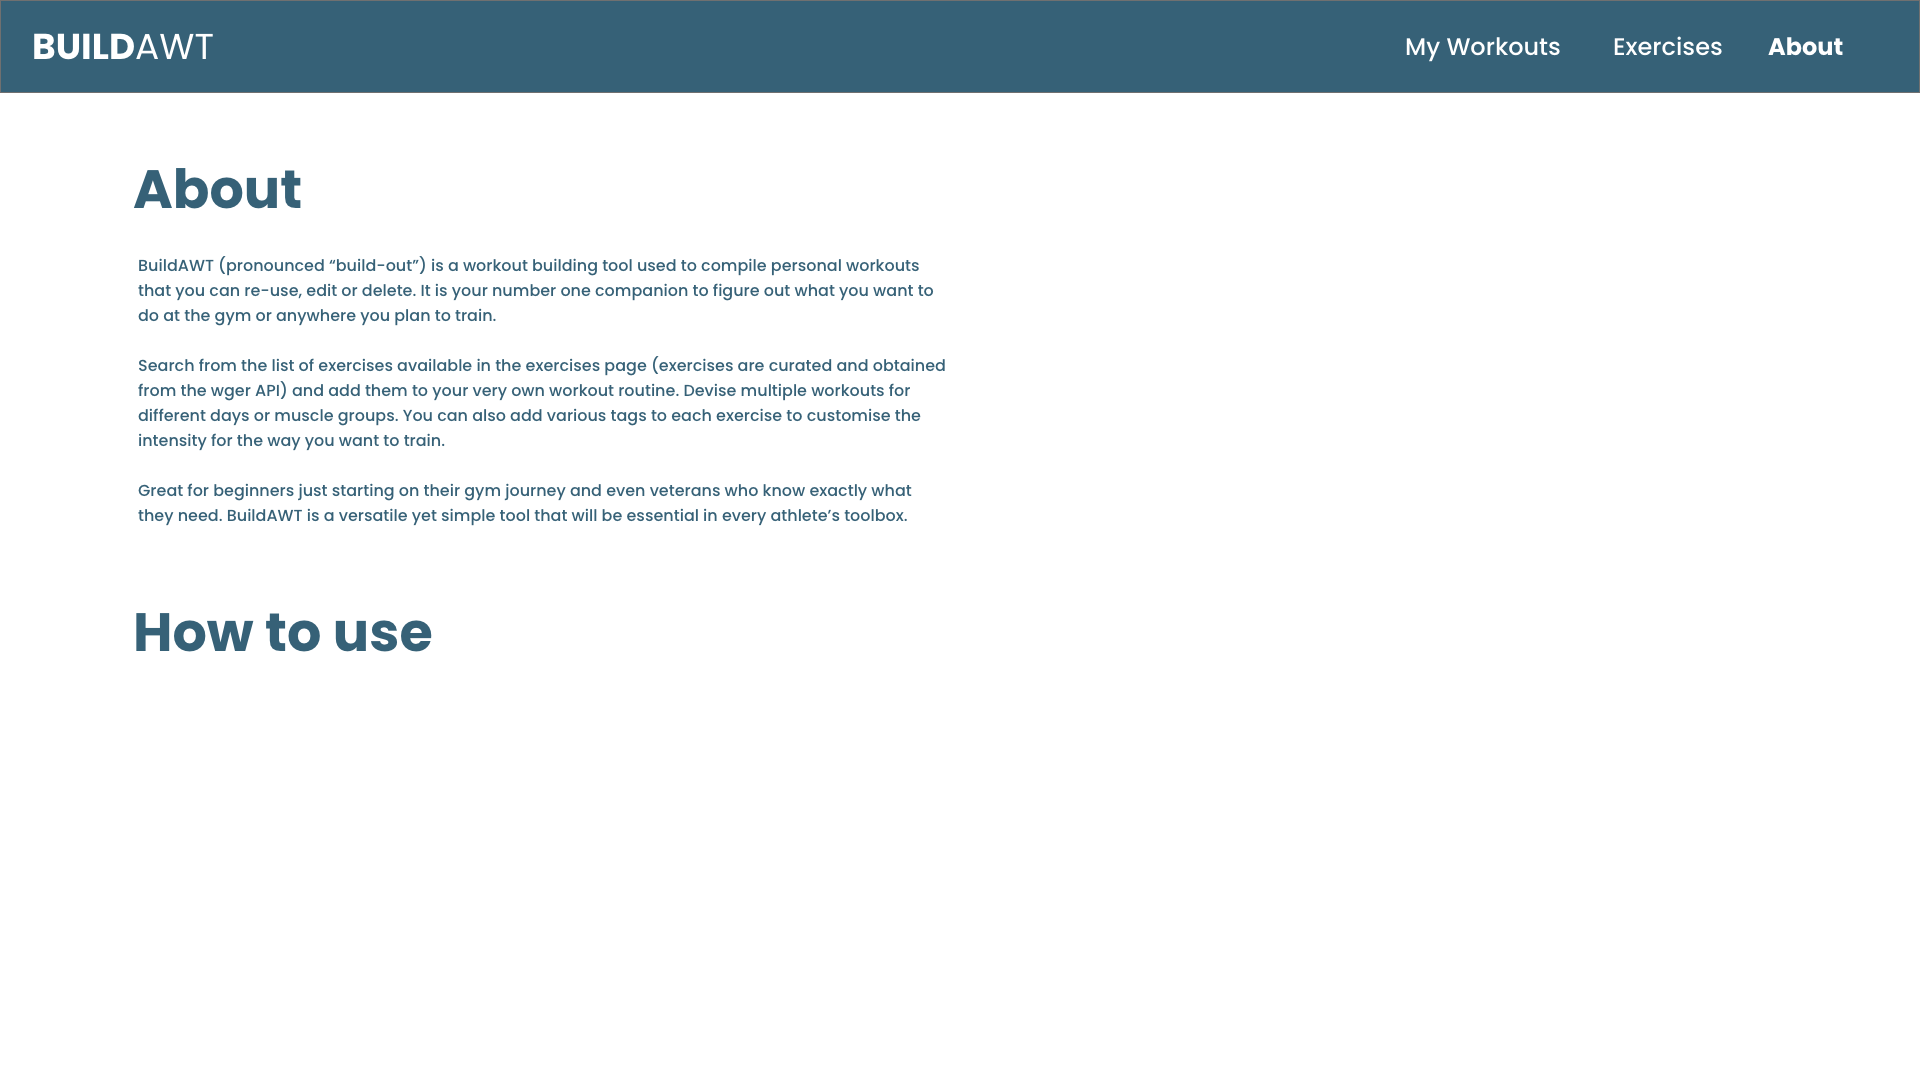 BUILDAWT
My Workouts Exercises About
About
BuildAWT (pronounced “build-out”) is a workout building tool used to compile personal workouts
that you can re-use, edit or delete. It is your number one companion to figure out what you want to
do at the gym or anywhere you plan to train.
Search from the list of exercises available in the exercises page (exercises are curated and obtained
from the wger API) and add them to your very own workout routine. Devise multiple workouts for
different days or muscle groups. You can also add various tags to each exercise to customise the
intensity for the way you want to train.
Great for beginners just starting on their gym journey and even veterans who know exactly what
they need. BuildAWT is a versatile yet simple tool that will be essential in every athlete’s toolbox.
How to use